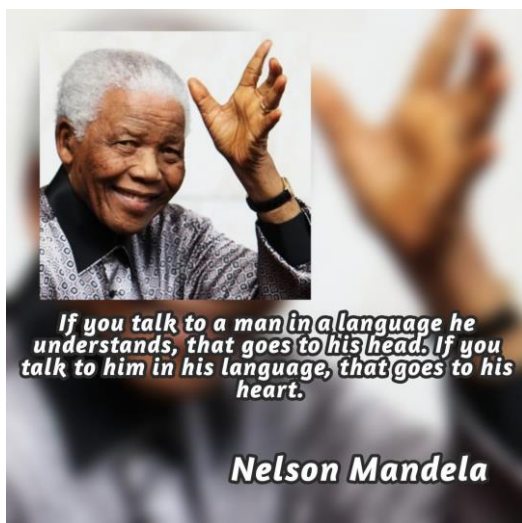 If you talk to a man in a language he
understands, that goes to his head. If you
talk to him in his language, that goes to his
heart.
Nelson Mandela